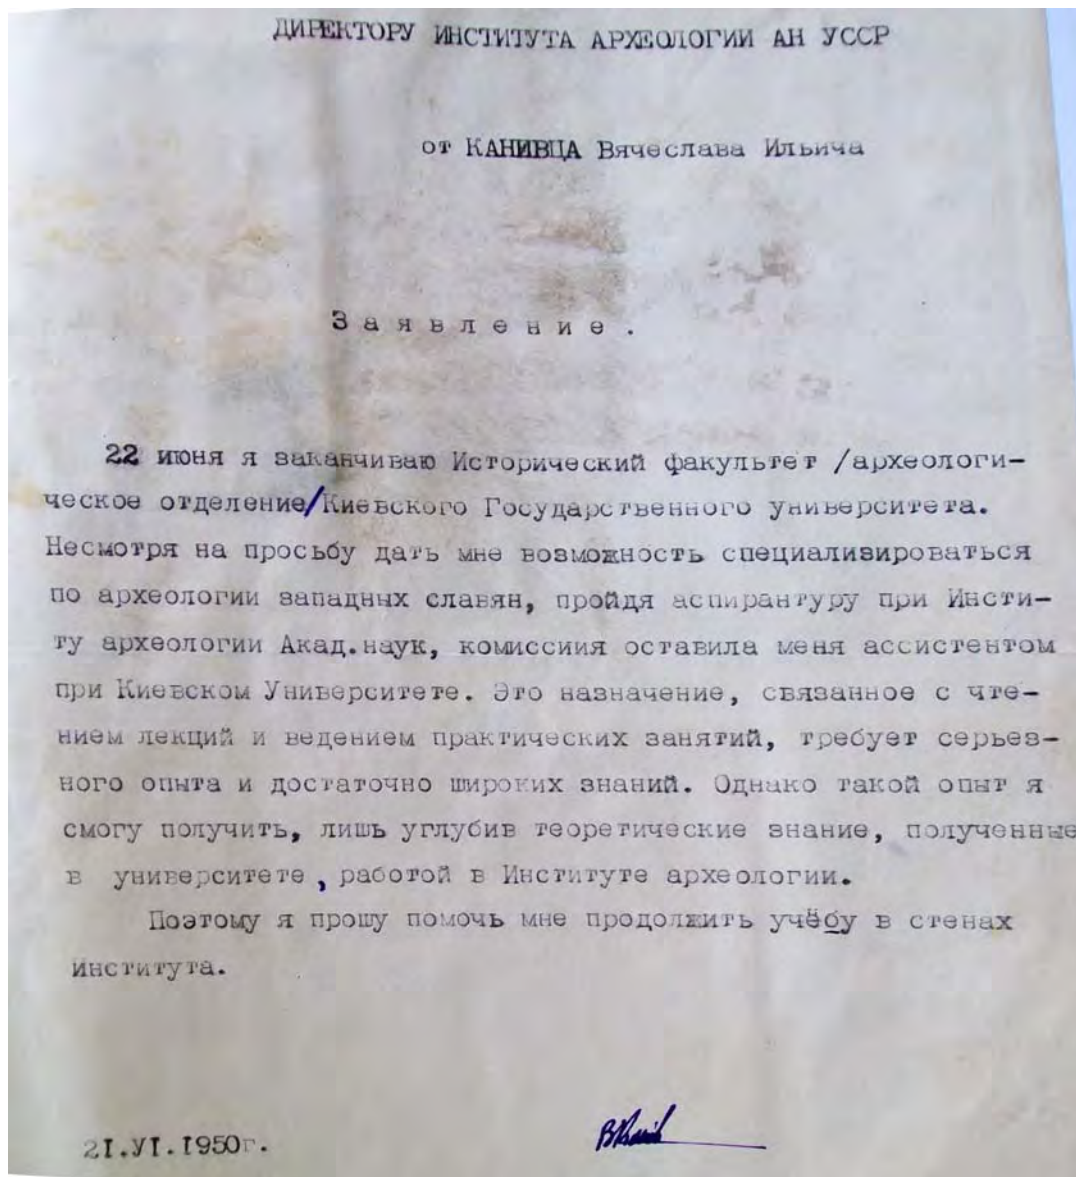 ДИРЕКТОРУ ИНСТИТУТА АРХЕОЛОГИИ АН УССР
от КАНИВЦА Вячеслава Ильича
Заявление.
22 июня я заканчиваю Исторический факультет /археологи-
ческое отделение/Киевского Государственного университета.
Несмотря на просьбу дать мне возможность специализироваться
по археологии западных славян, пройдя аспирантуру при Инсти-
ту археологии Акад.наук, комиссиия оставила меня ассистентом
при Киевском Университете. Это назначение, связанное с чте-
нием лекций и ведением практических занятий, требует серьез-
ного опыта и достаточно широких знаний. Однако такой опыт я
смогу получить, лишь углубив теоретические знание, полученные
в университете, работой в Институте археологии.
Поэтому я прошу помочь мне продолжить учёбу в стенах
института.
21.VI.1950г.